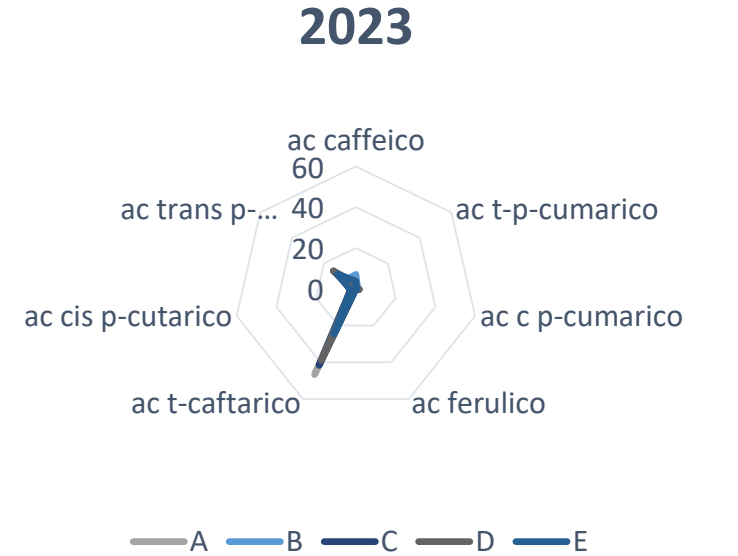 2023
ac caffeico
60
ac trans p-... 40 ac t-p-cumarico
20
0
ac cis p-cutarico ac c p-cumarico
ac t-caftarico ac ferulico
A B C D E